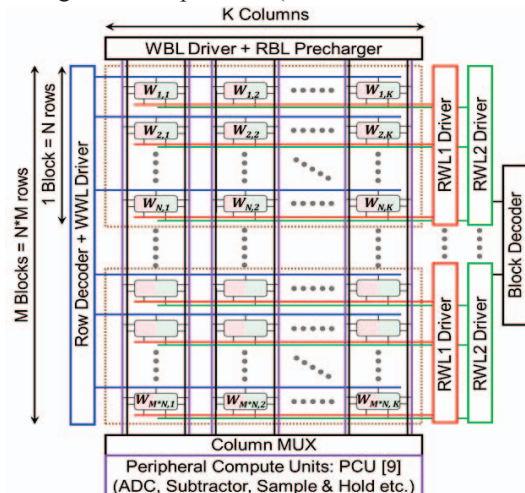 K Columns
WBL Driver + RBL Precharger
M Blocks = N*M rows
1 Block = N rows
Row Decoder + WWL Driver
W1,1 W1,2 W1,K
W2,1 W2,2 W2,K
WN,1 WN,2 WN,K
RWL1 Driver
RWL2 Driver
Block Decoder
RWL1 Driver
RWL2 Driver
WM*N,1 WM*N,2 WM*N,K
Column MUX
Peripheral Compute Units: PCU [9]
(ADC, Subtractor, Sample & Hold etc.)